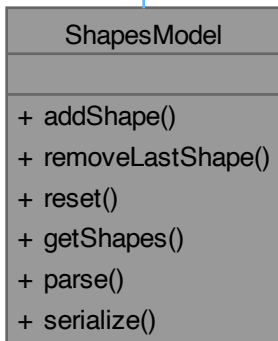 ShapesModel
+ addShape()
+ removeLastShape()
+ reset()
+ getShapes()
+ parse()
+ serialize()